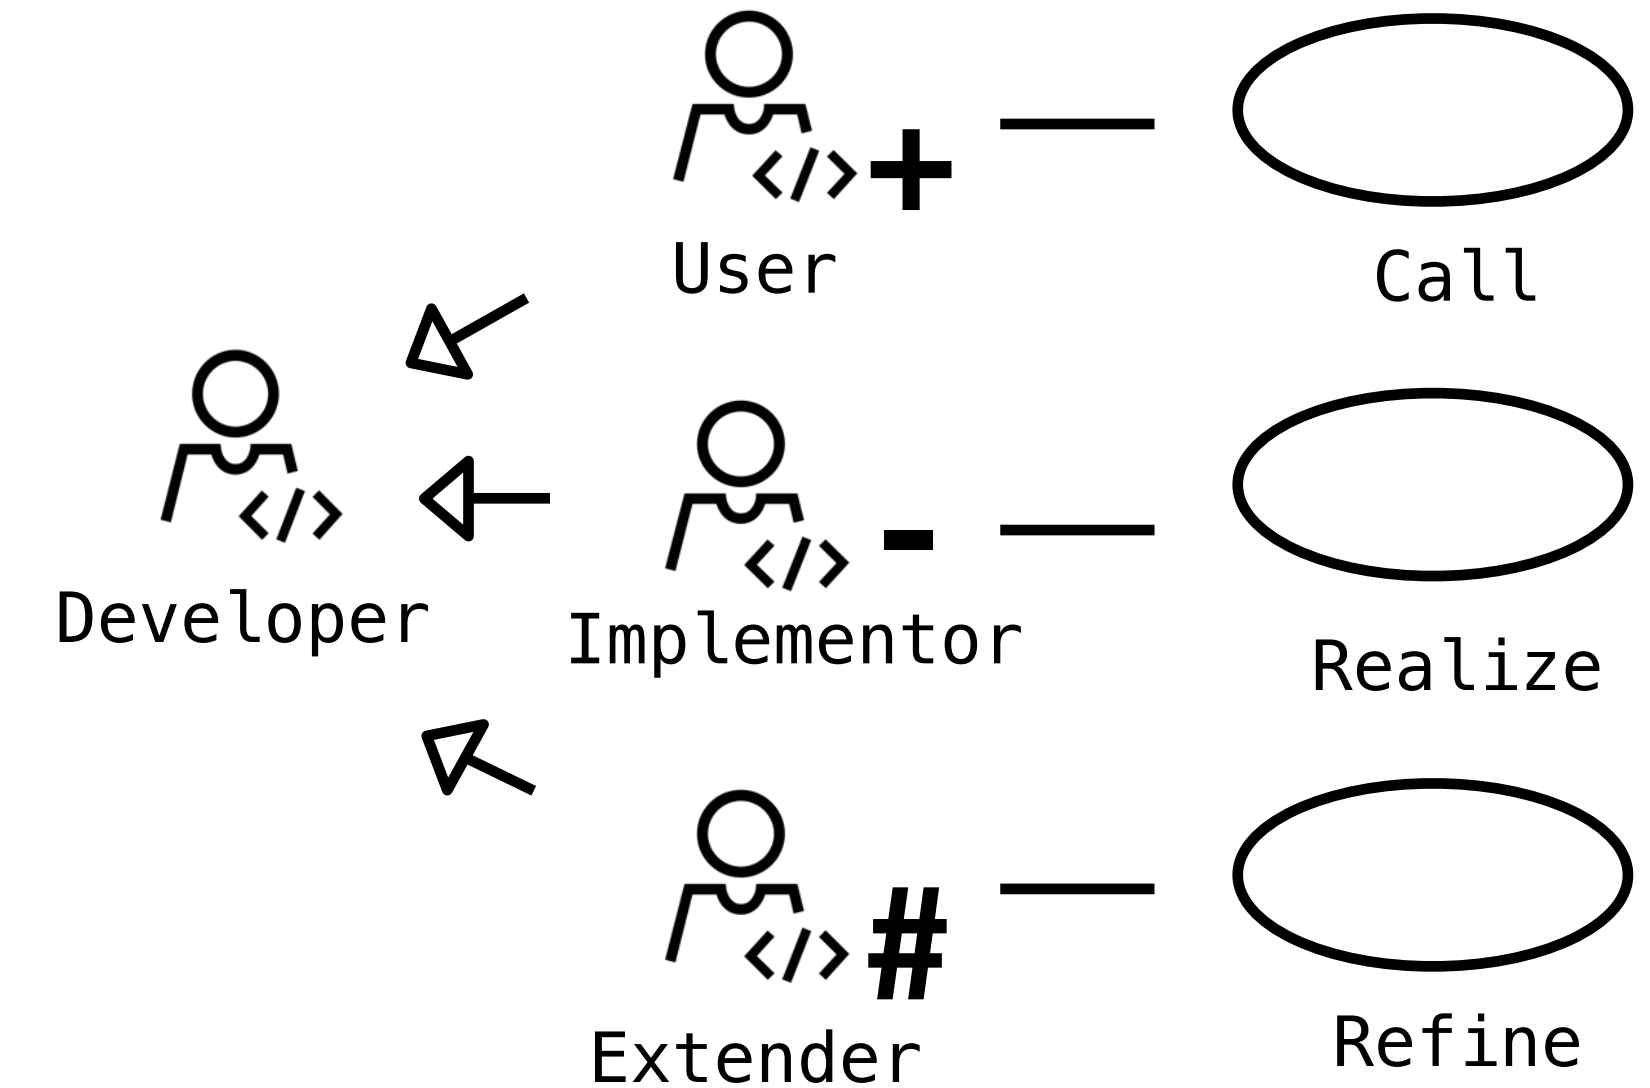 </>
+
User
Call
</>
Developer
</>
-
Implementor
Realize
</>
#
Extender
Refine